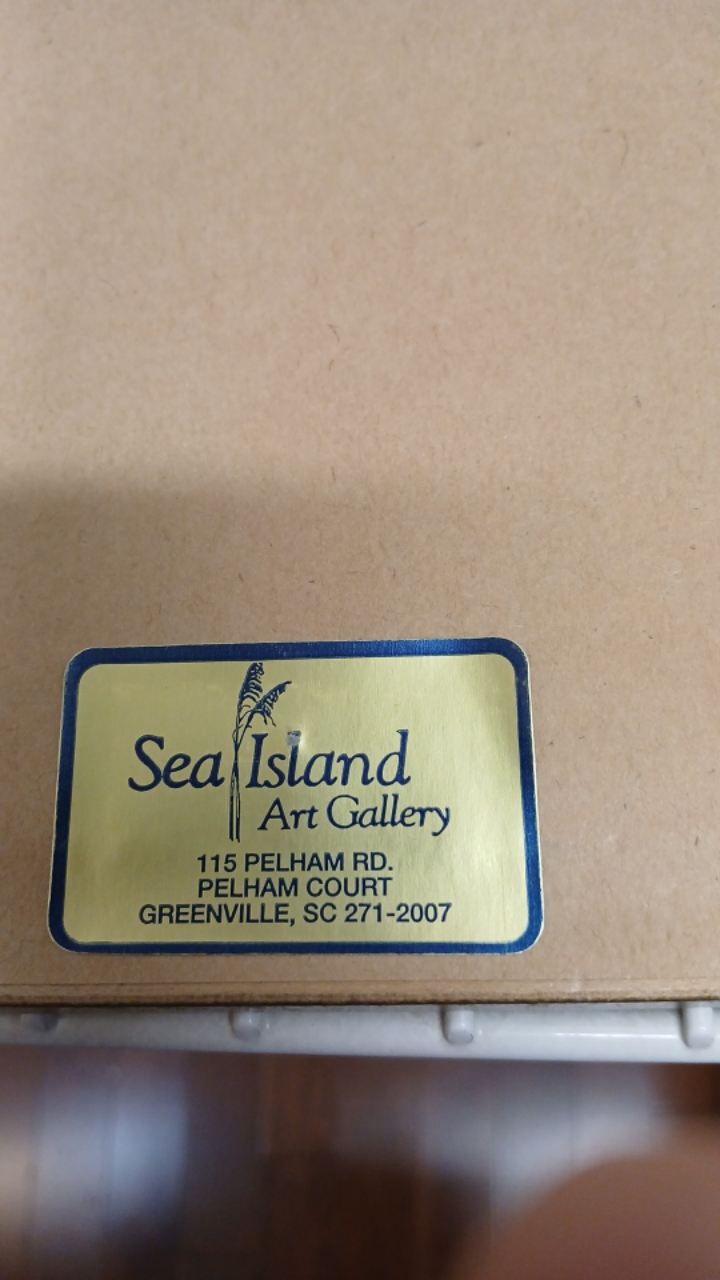 Sea Island
Art Gallery
115 PELHAM RD.
PELHAM COURT
GREENVILLE, SC 271-2007